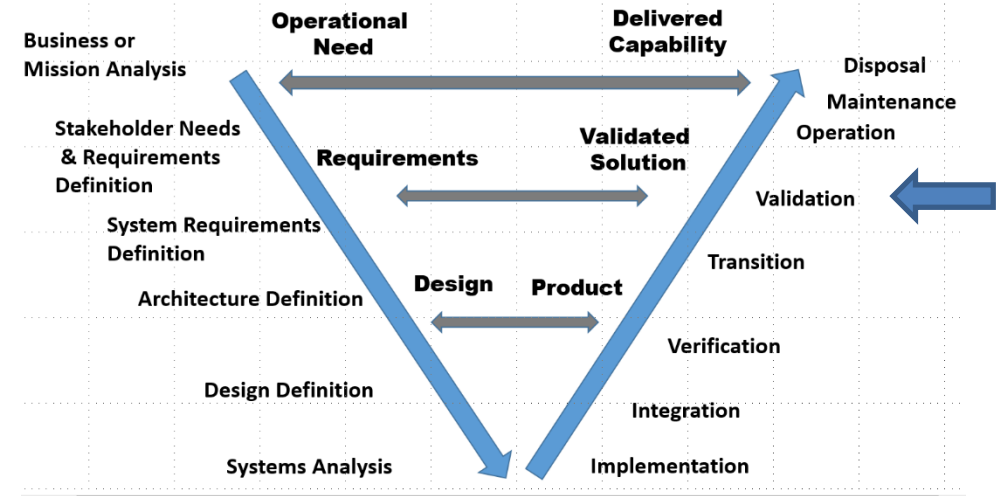 Operational
Need
Delivered
Capability
Business or
Mission Analysis
Disposal
Maintenance
Operation
Stakeholder Needs
& Requirements
Definition
Requirements
Validated
Solution
Validation
System Requirements
Definition
Transition
Architecture Definition
Design
Product
Verification
Design Definition
Integration
Systems Analysis
Implementation